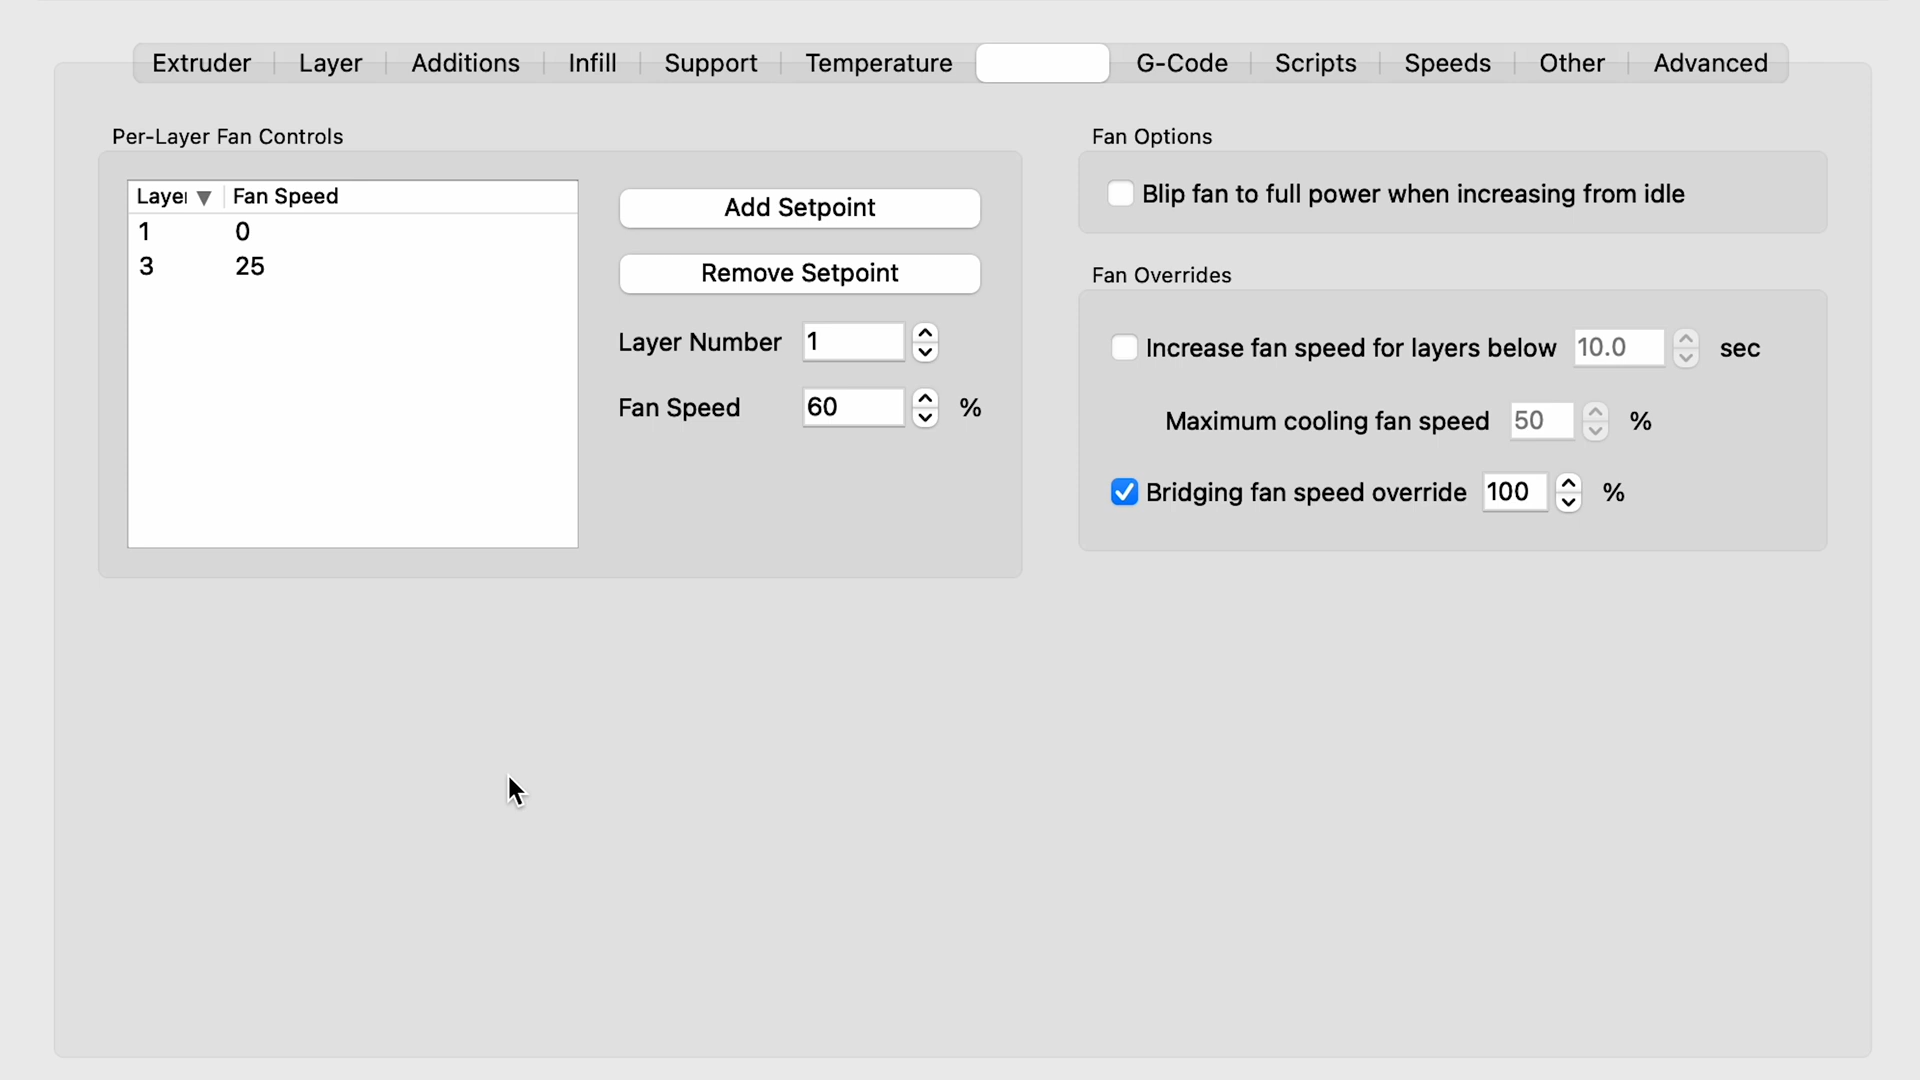 Extruder Layer Additions Infill Support Temperature G-Code Scripts Speeds Other Advanced
Per-Layer Fan Controls
Layer Fan Speed
1 0
3 25
Add Setpoint
Remove Setpoint
Layer Number 1
Fan Speed 60 %
Fan Options
Blip fan to full power when increasing from idle
Fan Overrides
Increase fan speed for layers below 10.0 sec
Maximum cooling fan speed 50 %
Bridging fan speed override 100 %